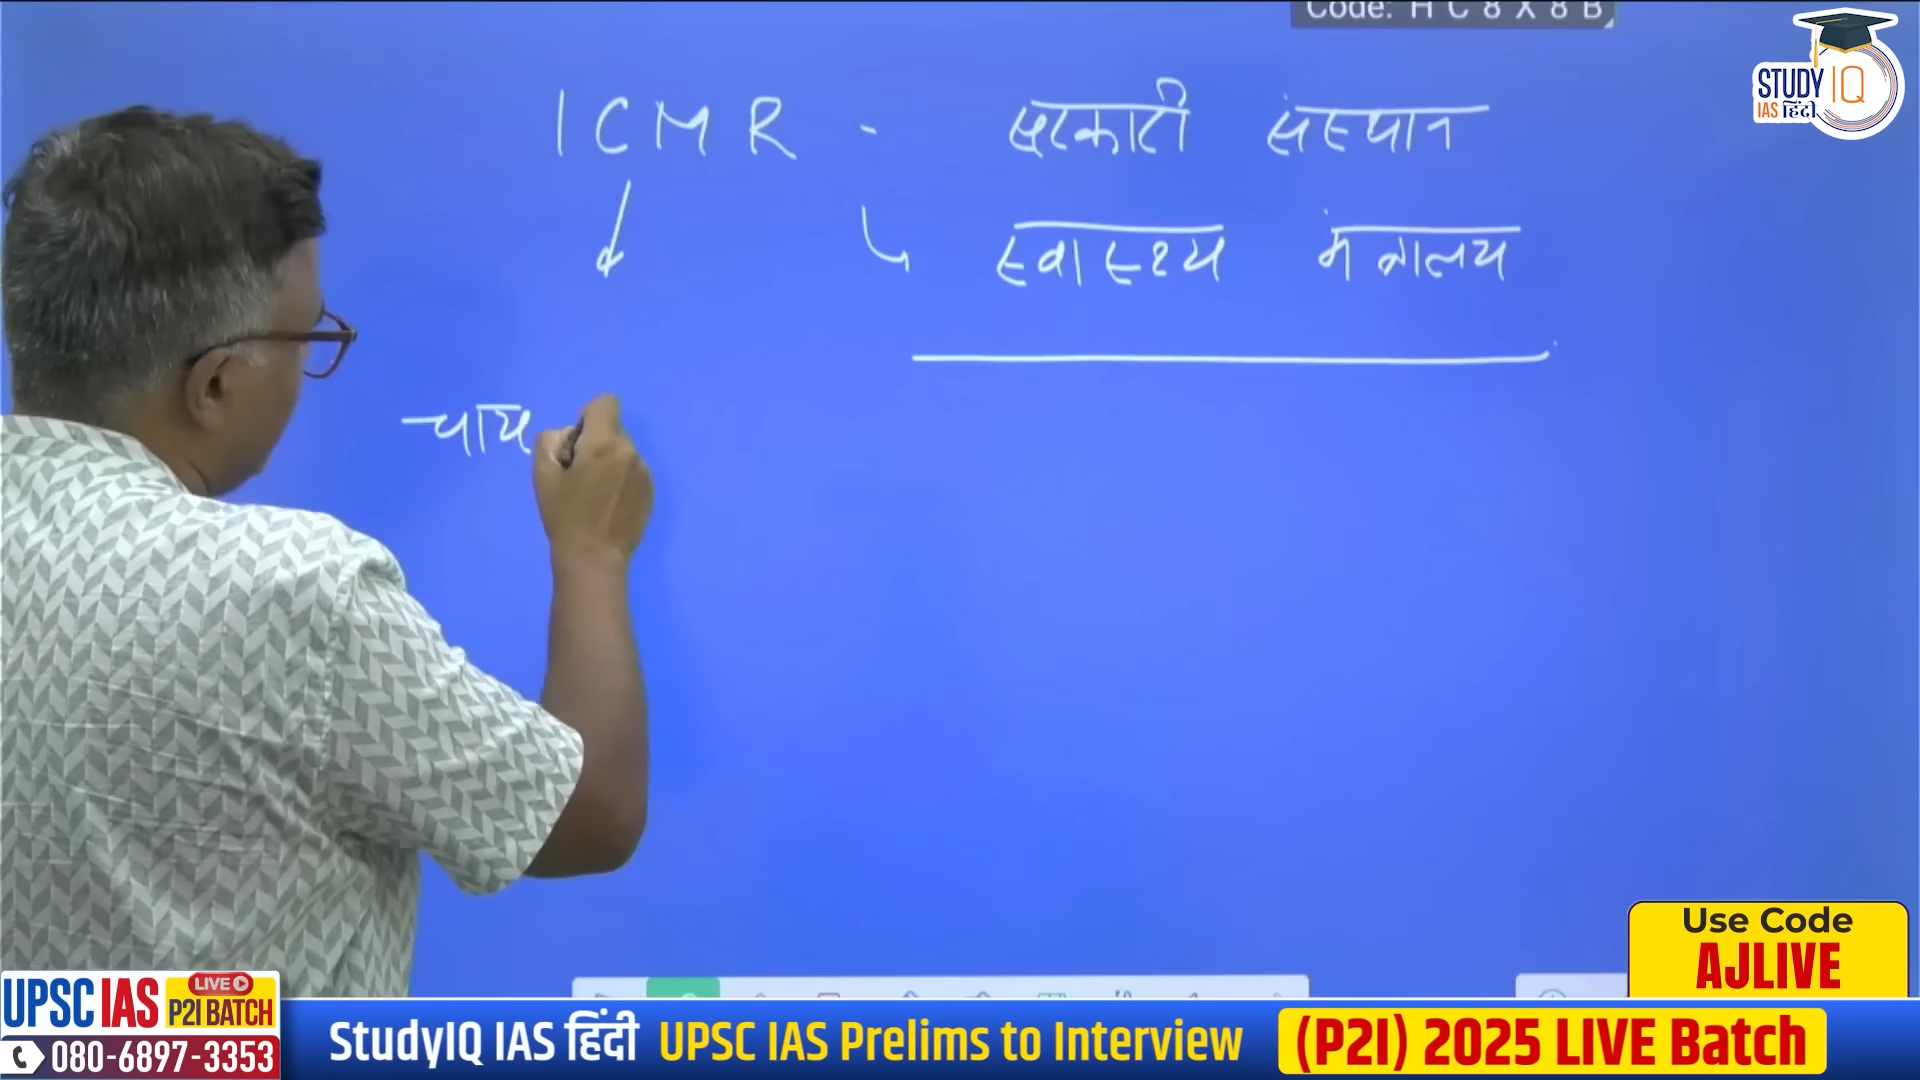 Code: H C 8 X 8 B
STUDY IQ
IAS हिंदी
ICMR - सरकारी संस्थान
स्वास्थ्य मंत्रालय
चाय
Use Code
AJLIVE
UPSC IAS LIVE P2I BATCH
080-6897-3353
StudyIQ IAS हिंदी UPSC IAS Prelims to Interview (P2I) 2025 LIVE Batch